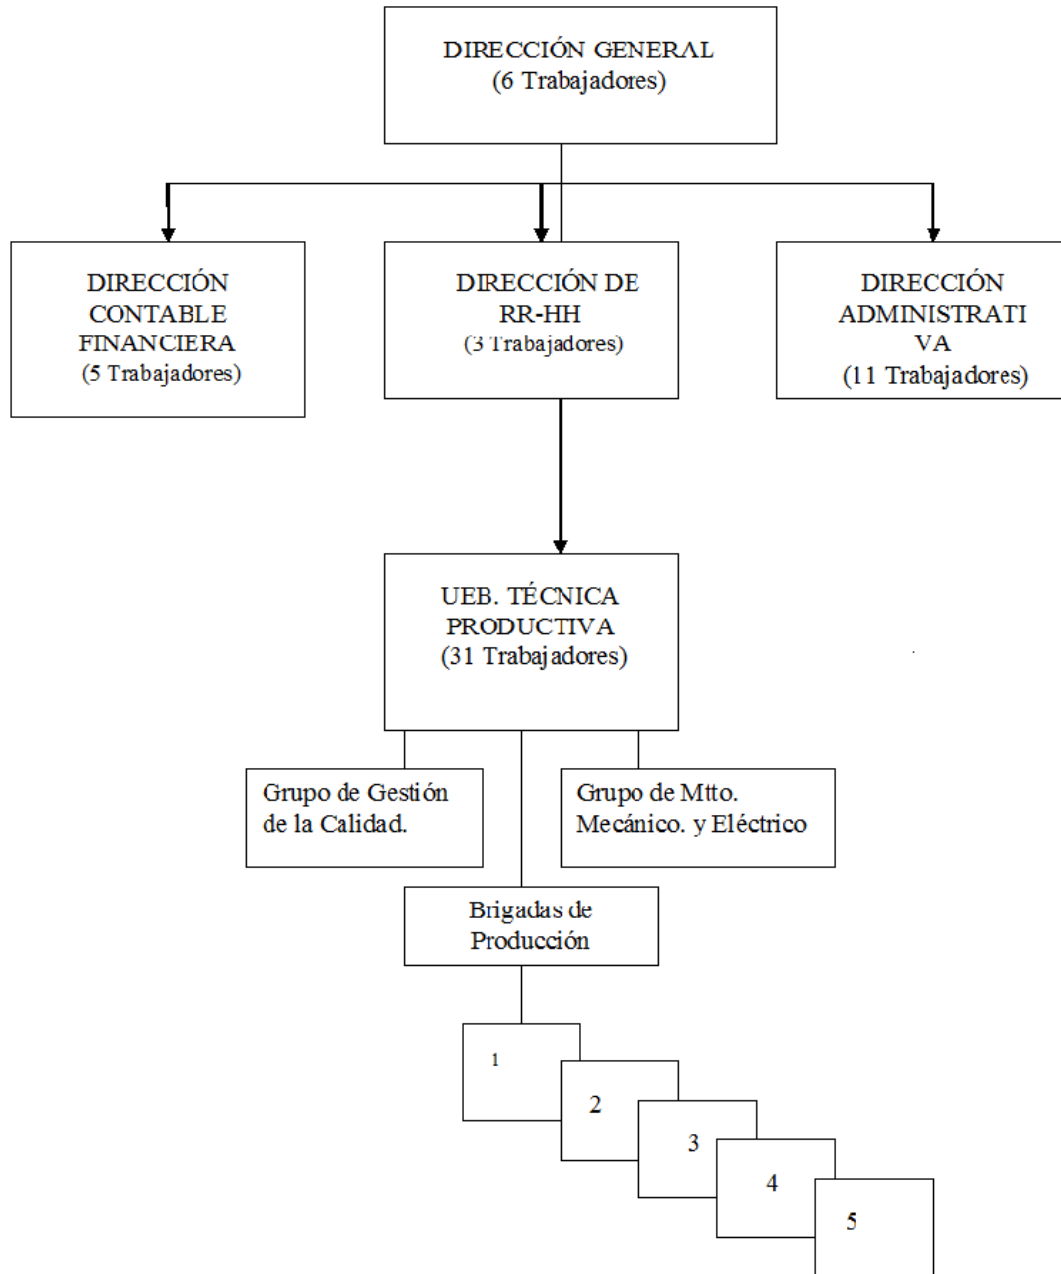 DIRECCIÓN GENERAL
(6 Trabajadores)
DIRECCIÓN
CONTABLE
FINANCIERA
(5 Trabajadores)
DIRECCIÓN DE
RR-HH
(3 Trabajadores)
DIRECCIÓN
ADMINISTRATI
VA
(11 Trabajadores)
UEB. TÉCNICA
PRODUCTIVA
(31 Trabajadores)
Grupo de Gestión
de la Calidad.
Grupo de Mtto.
Mecánico. y Eléctrico
Brigadas de
Producción
1
2
3
4
5